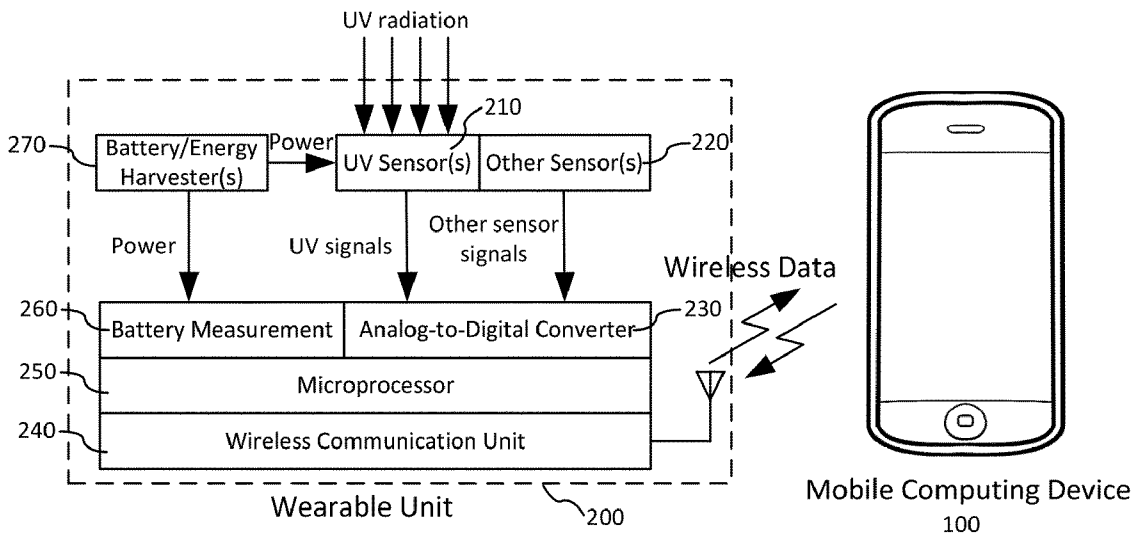 UV radiation
210
270
Battery/Energy
Harvester(s)
Power
UV Sensor(s)
Other Sensor(s)
220
Power
UV signals
Other sensor
signals
Wireless Data
260
Battery Measurement
Analog-to-Digital Converter
230
250
Microprocessor
240
Wireless Communication Unit
Wearable Unit
200
Mobile Computing Device
100